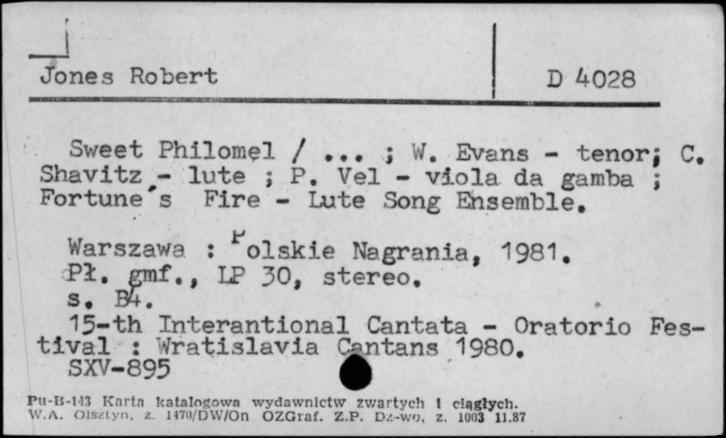 Jones Robert D 4028
Sweet Philomel / ... ; W. Evans - tenor; C.
Shavitz - lute ; P. Vel - viola da gamba ;
Fortune's Fire - Lute Song Ensemble.
Warszawa : Polskie Nagrania, 1981.
Pł. gmf., LP 30, stereo.
s. B4.
15-th Interantional Cantata - Oratorio Fes-
tival : Wratislavia Cantans 1980.
SXV-895
Pu-B-143 Karta katalogowa wydawnictw zwartych i ciągłych.
W.A. Olsztyn, z. 1470/DW/On OZGraf. Z.P. Dz-wo, z. 1003 11.87